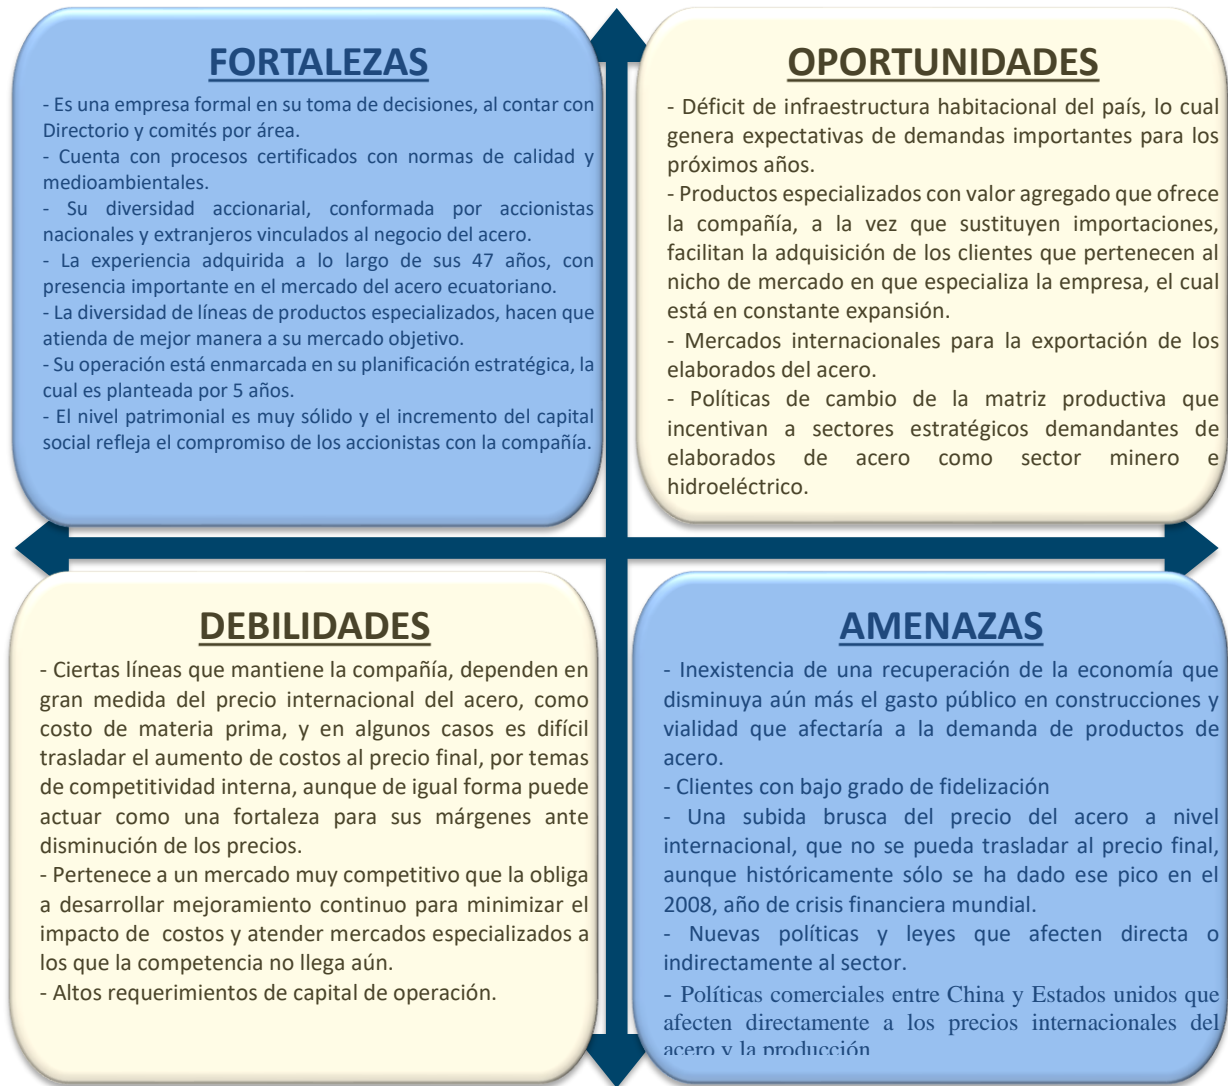 FORTALEZAS
- Es una empresa formal en su toma de decisiones, al contar con
Directorio y comités por área.
- Cuenta con procesos certificados con normas de calidad y
medioambientales.
- Su diversidad accionarial, conformada por accionistas
nacionales y extranjeros vinculados al negocio del acero.
- La experiencia adquirida a lo largo de sus 47 años, con
presencia importante en el mercado del acero ecuatoriano.
- La diversidad de líneas de productos especializados, hacen que
atienda de mejor manera a su mercado objetivo.
- Su operación está enmarcada en su planificación estratégica, la
cual es planteada por 5 años.
- El nivel patrimonial es muy sólido y el incremento del capital
social refleja el compromiso de los accionistas con la compañía.
OPORTUNIDADES
- Déficit de infraestructura habitacional del país, lo cual
genera expectativas de demandas importantes para los
próximos años.
- Productos especializados con valor agregado que ofrece
la compañía, a la vez que sustituyen importaciones,
facilitan la adquisición de los clientes que pertenecen al
nicho de mercado en que especializa la empresa, el cual
está en constante expansión.
- Mercados internacionales para la exportación de los
elaborados del acero.
- Políticas de cambio de la matriz productiva que
incentivan a sectores estratégicos demandantes de
elaborados de acero como sector minero e
hidroeléctrico.
DEBILIDADES
- Ciertas líneas que mantiene la compañía, dependen en
gran medida del precio internacional del acero, como
costo de materia prima, y en algunos casos es difícil
trasladar el aumento de costos al precio final, por temas
de competitividad interna, aunque de igual forma puede
actuar como una fortaleza para sus márgenes ante
disminución de los precios.
- Pertenece a un mercado muy competitivo que la obliga
a desarrollar mejoramiento continuo para minimizar el
impacto de costos y atender mercados especializados a
los que la competencia no llega aún.
- Altos requerimientos de capital de operación.
AMENAZAS
- Inexistencia de una recuperación de la economía que
disminuya aún más el gasto público en construcciones y
vialidad que afectaría a la demanda de productos de
acero.
- Clientes con bajo grado de fidelización
- Una subida brusca del precio del acero a nivel
internacional, que no se pueda trasladar al precio final,
aunque históricamente sólo se ha dado ese pico en el
2008, año de crisis financiera mundial.
- Nuevas políticas y leyes que afecten directa o
indirectamente al sector.
- Políticas comerciales entre China y Estados unidos que
afecten directamente a los precios internacionales del
acero y la producción